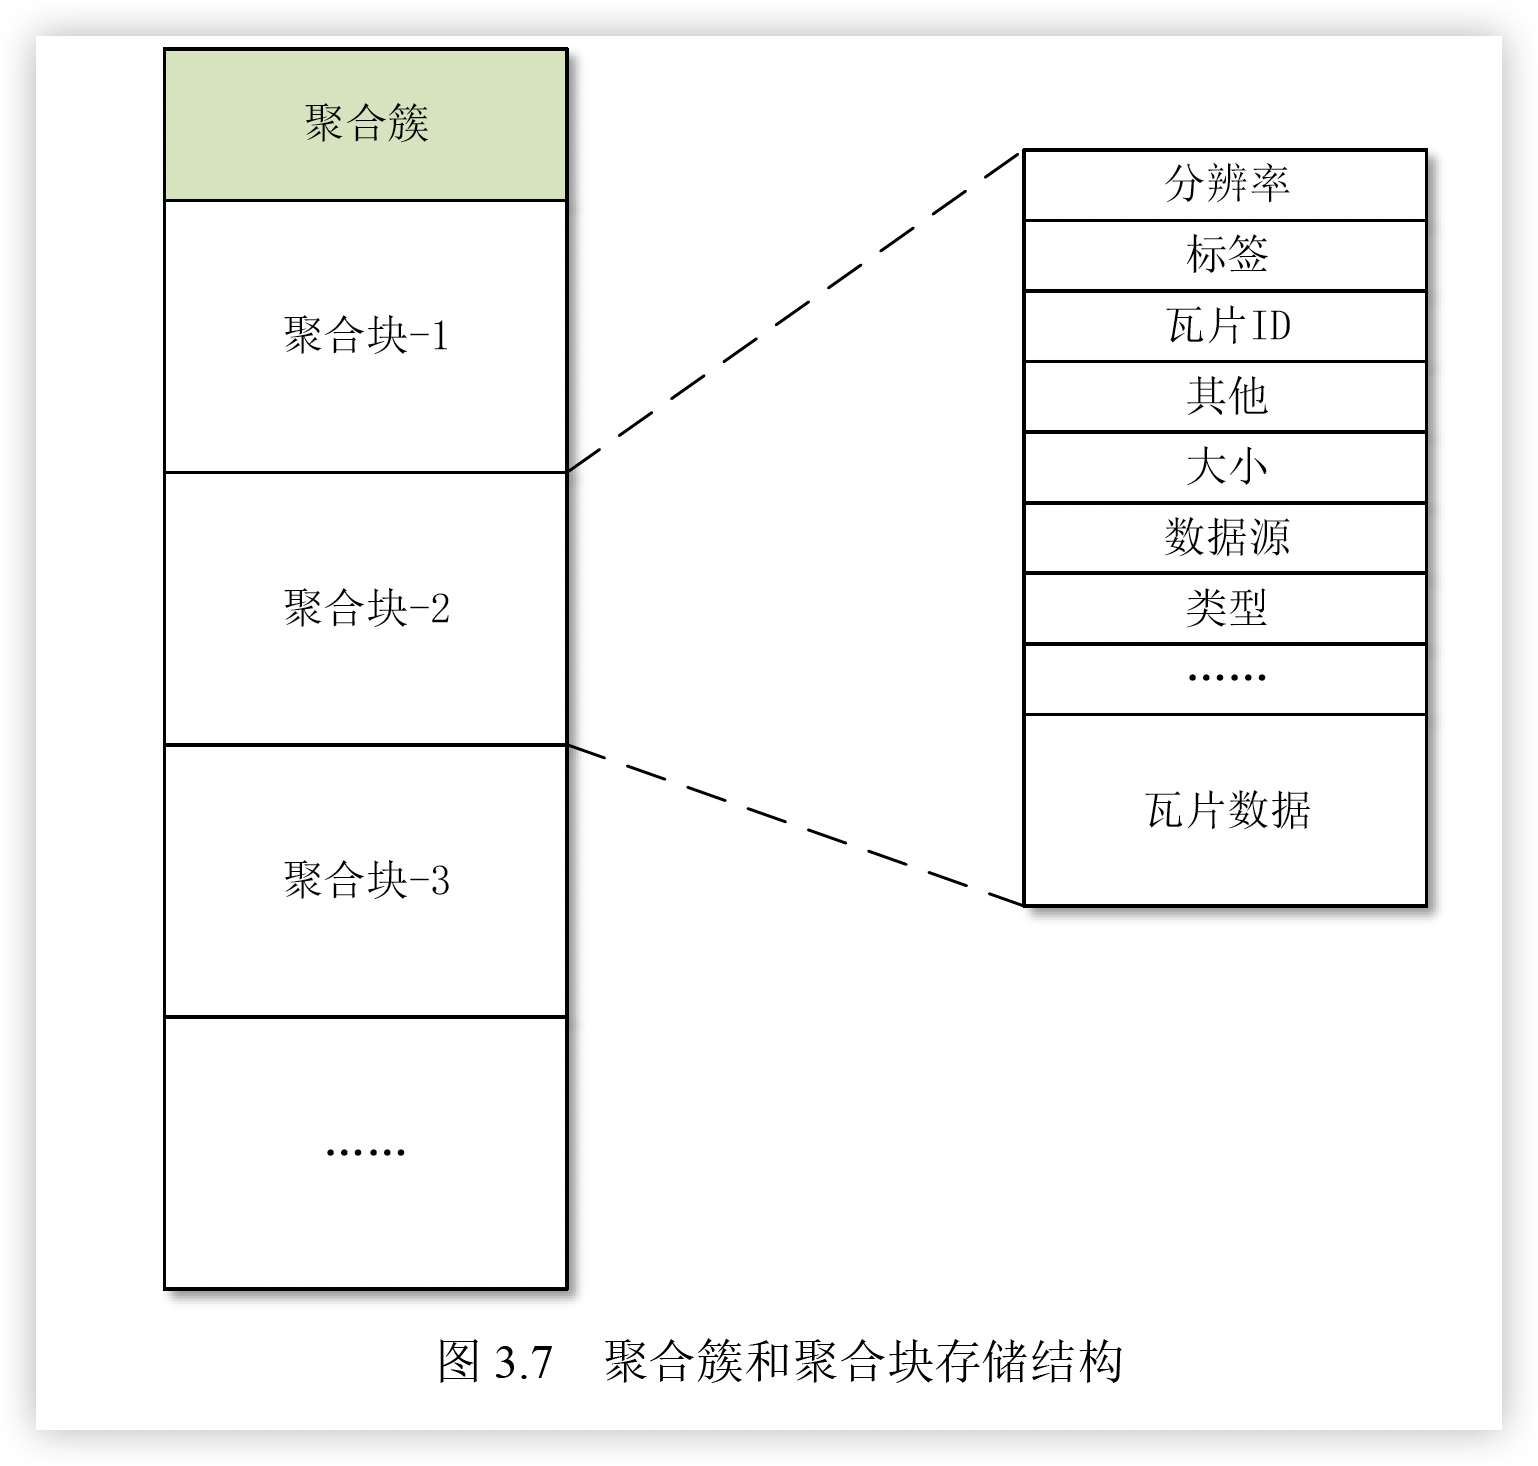 聚合簇
聚合块-1
聚合块-2
聚合块-3
······
分辨率
标签
瓦片ID
其他
大小
数据源
类型
······
瓦片数据
图 3.7 聚合簇和聚合块存储结构